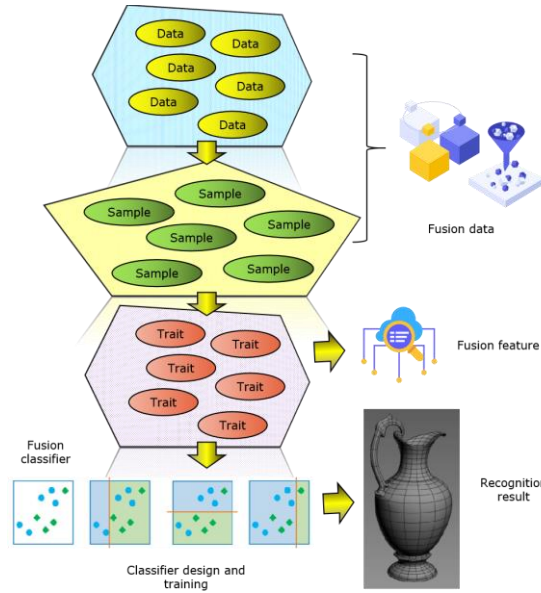 Data
Data
Data
Data
Data
Data
Sample
Sample
Sample
Sample
Sample
Sample
Fusion data
Trait
Trait
Trait
Trait
Trait
Trait
Fusion feature
Fusion
classifier
Recognition
result
Classifier design and
training